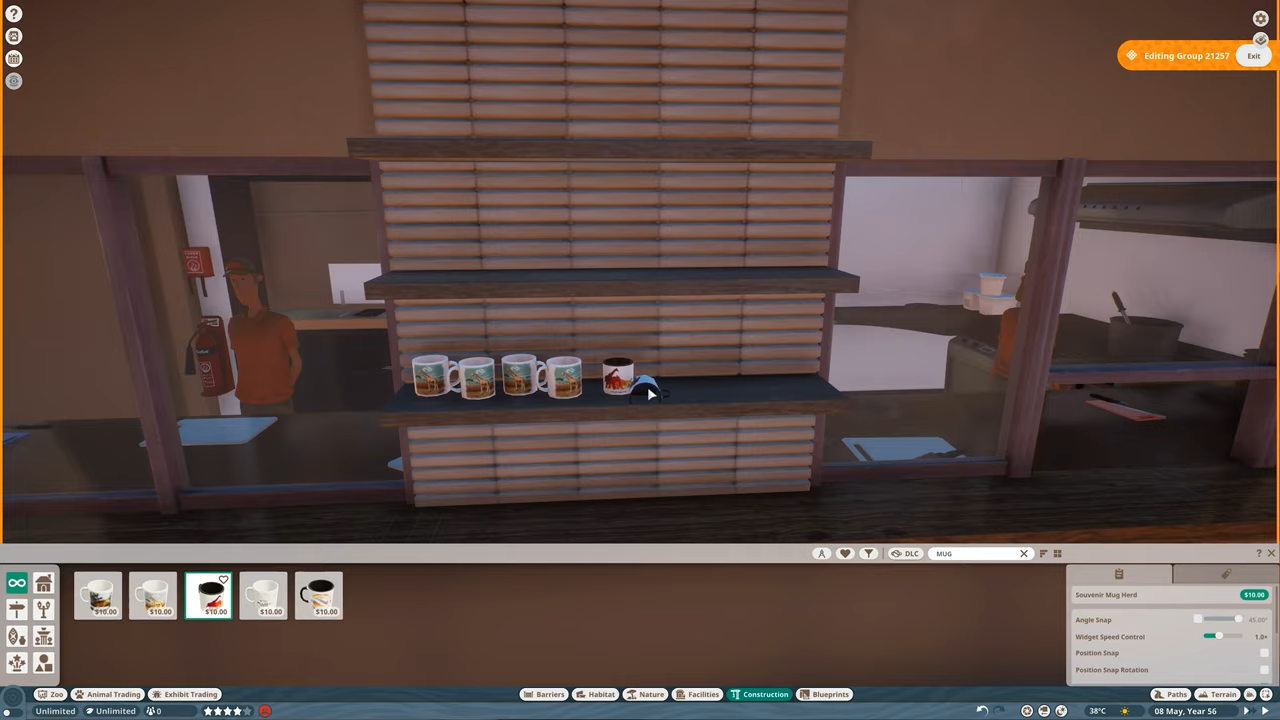 ?
Editing Group 21257
Exit
A
DLC
MUG
?
$10.00
$10.00
$10.00
$10.00
$10.00
Souvenir Mug Herd
$10.00
Angle Snap
45.00°
Widget Speed Control
1.0×
Position Snap
Position Snap Rotation
Zoo
Animal Trading
Exhibit Trading
Barriers
Habitat
Nature
Facilities
Construction
Blueprints
Paths
Terrain
Unlimited
Unlimited
0
38°C
08 May, Year 56